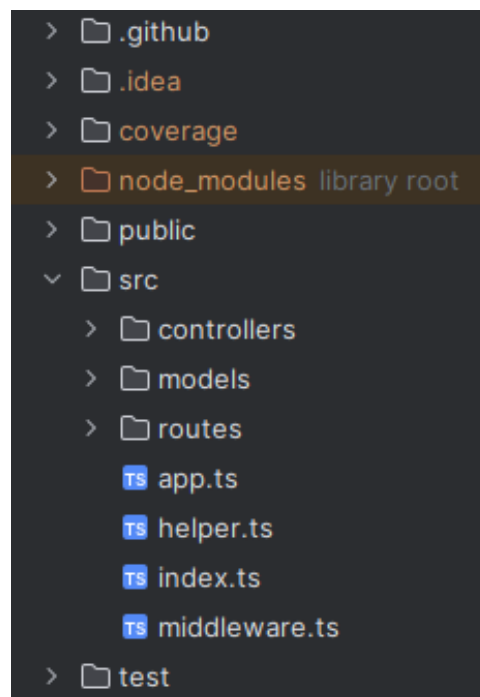 .github
.idea
coverage
node_modules library root
public
src
controllers
models
routes
TS app.ts
TS helper.ts
TS index.ts
TS middleware.ts
test